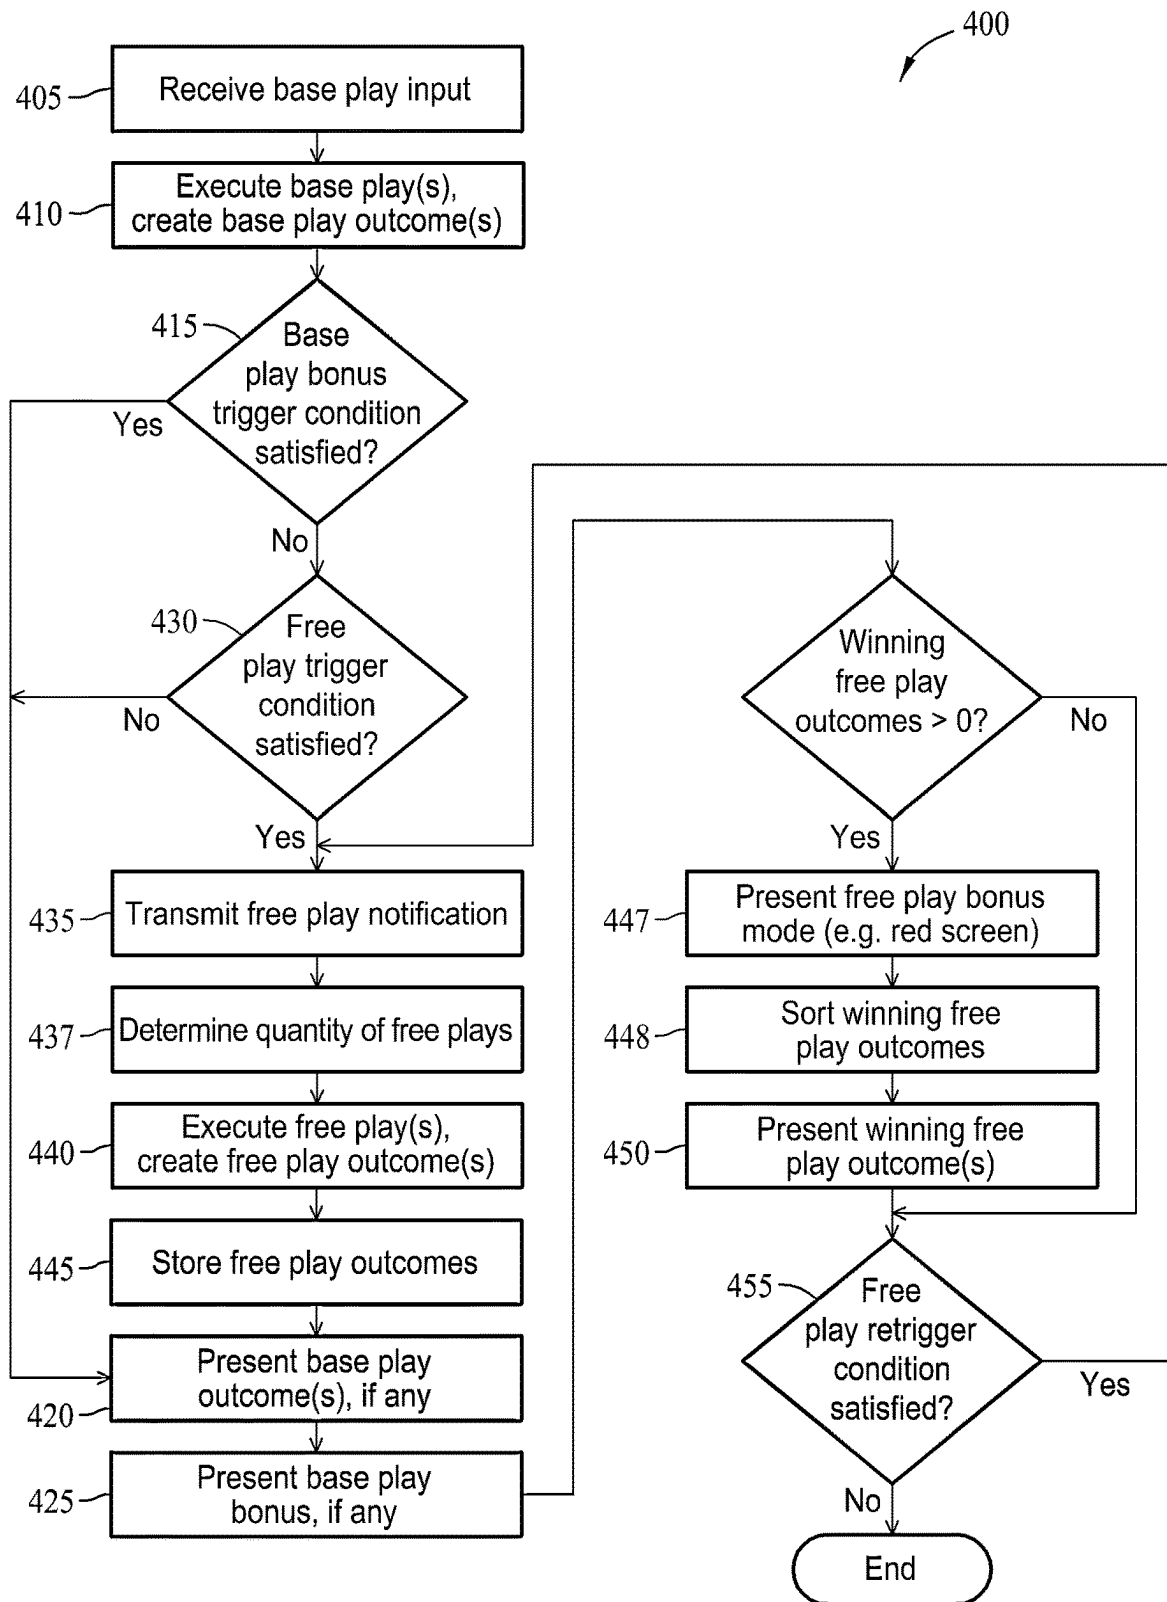 400
405
Receive base play input
410
Execute base play(s),
create base play outcome(s)
415
Base
play bonus
trigger condition
satisfied?
Yes
No
430
Free
play trigger
condition
satisfied?
No
Yes
435
Transmit free play notification
437
Determine quantity of free plays
440
Execute free play(s),
create free play outcome(s)
445
Store free play outcomes
420
Present base play
outcome(s), if any
425
Present base play
bonus, if any
Winning
free play
outcomes > 0?
No
Yes
447
Present free play bonus
mode (e.g. red screen)
448
Sort winning free
play outcomes
450
Present winning free
play outcome(s)
455
Free
play retrigger
condition
satisfied?
Yes
No
End